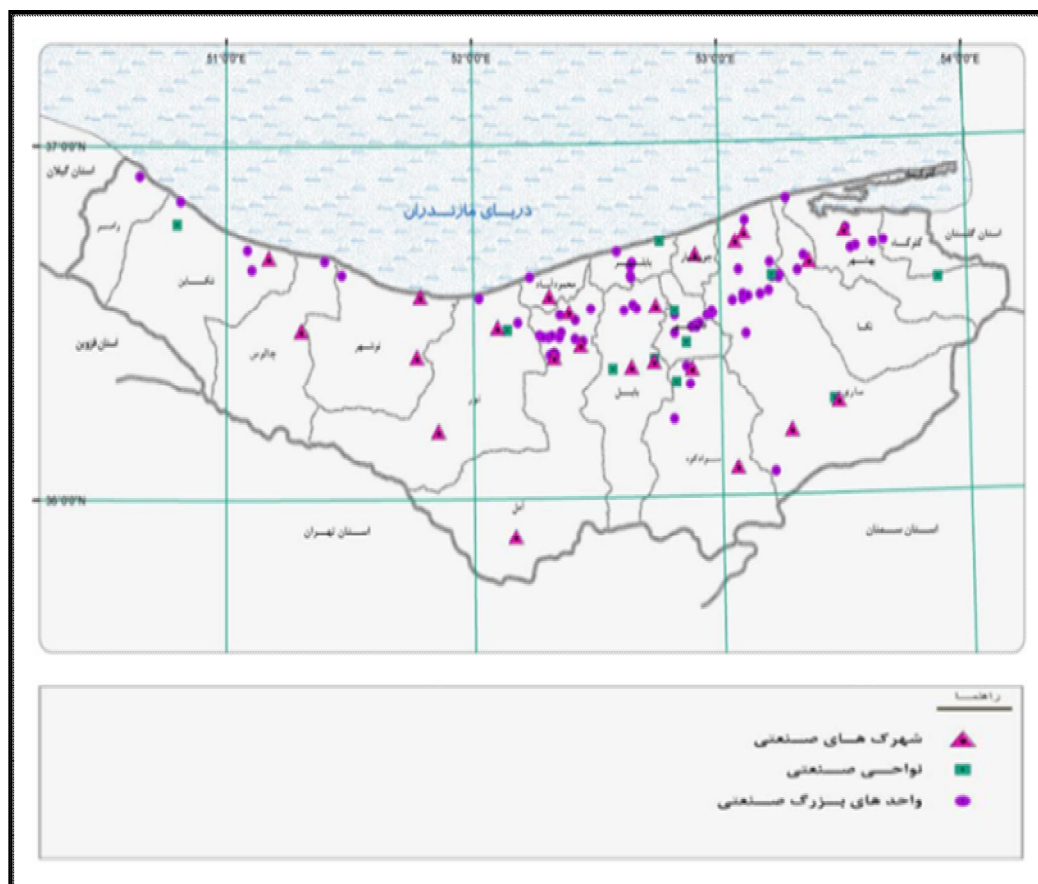 51°0'0"E
52°0'0"E
53°0'0"E
54°0'0"E
37°0'0"N
استان گیلان
دریای مازندران
استان گلستان
رامسر
گلوگاه
بهشهر
تنکابن
محمودآباد
نکا
استان قزوین
چالوس
نوشهر
نور
بابل
ساری
سوادکوه
36°0'0"N
آمل
استان تهران
استان سمنان
راهنما
شهرک های صنعتی
نواحی صنعتی
واحد های بزرگ صنعتی